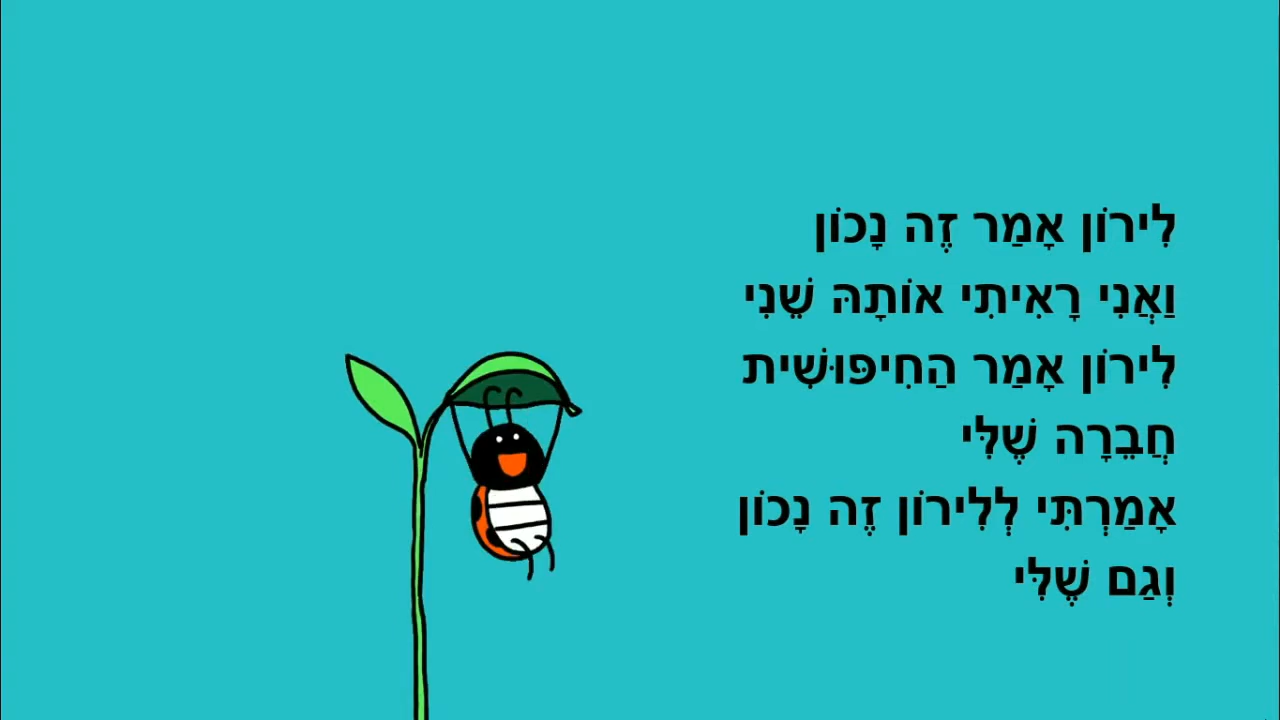 לִירוֹן אָמַר זֶה נָכוֹן
וַאֲנִי רָאִיתִי אוֹתָהּ שֵׁנִי
לִירוֹן אָמַר הַחִיפּוּשִׁית
חֲבֵרָה שֶׁלִּי
אָמַרְתִּי לְלִירוֹן זֶה נָכוֹן
וְגַם שֶׁלִּי